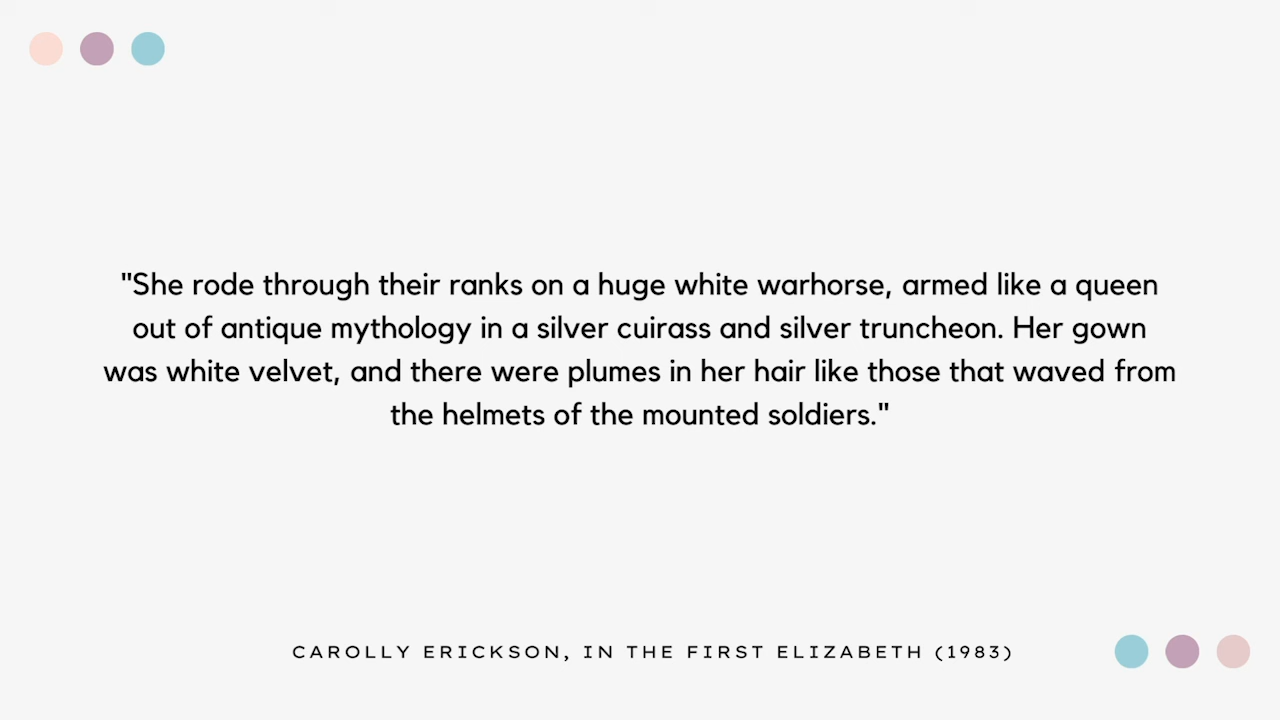 "She rode through their ranks on a huge white warhorse, armed like a queen
out of antique mythology in a silver cuirass and silver truncheon. Her gown
was white velvet, and there were plumes in her hair like those that waved from
the helmets of the mounted soldiers."
CAROLLY ERICKSON, IN THE FIRST ELIZABETH (1983)